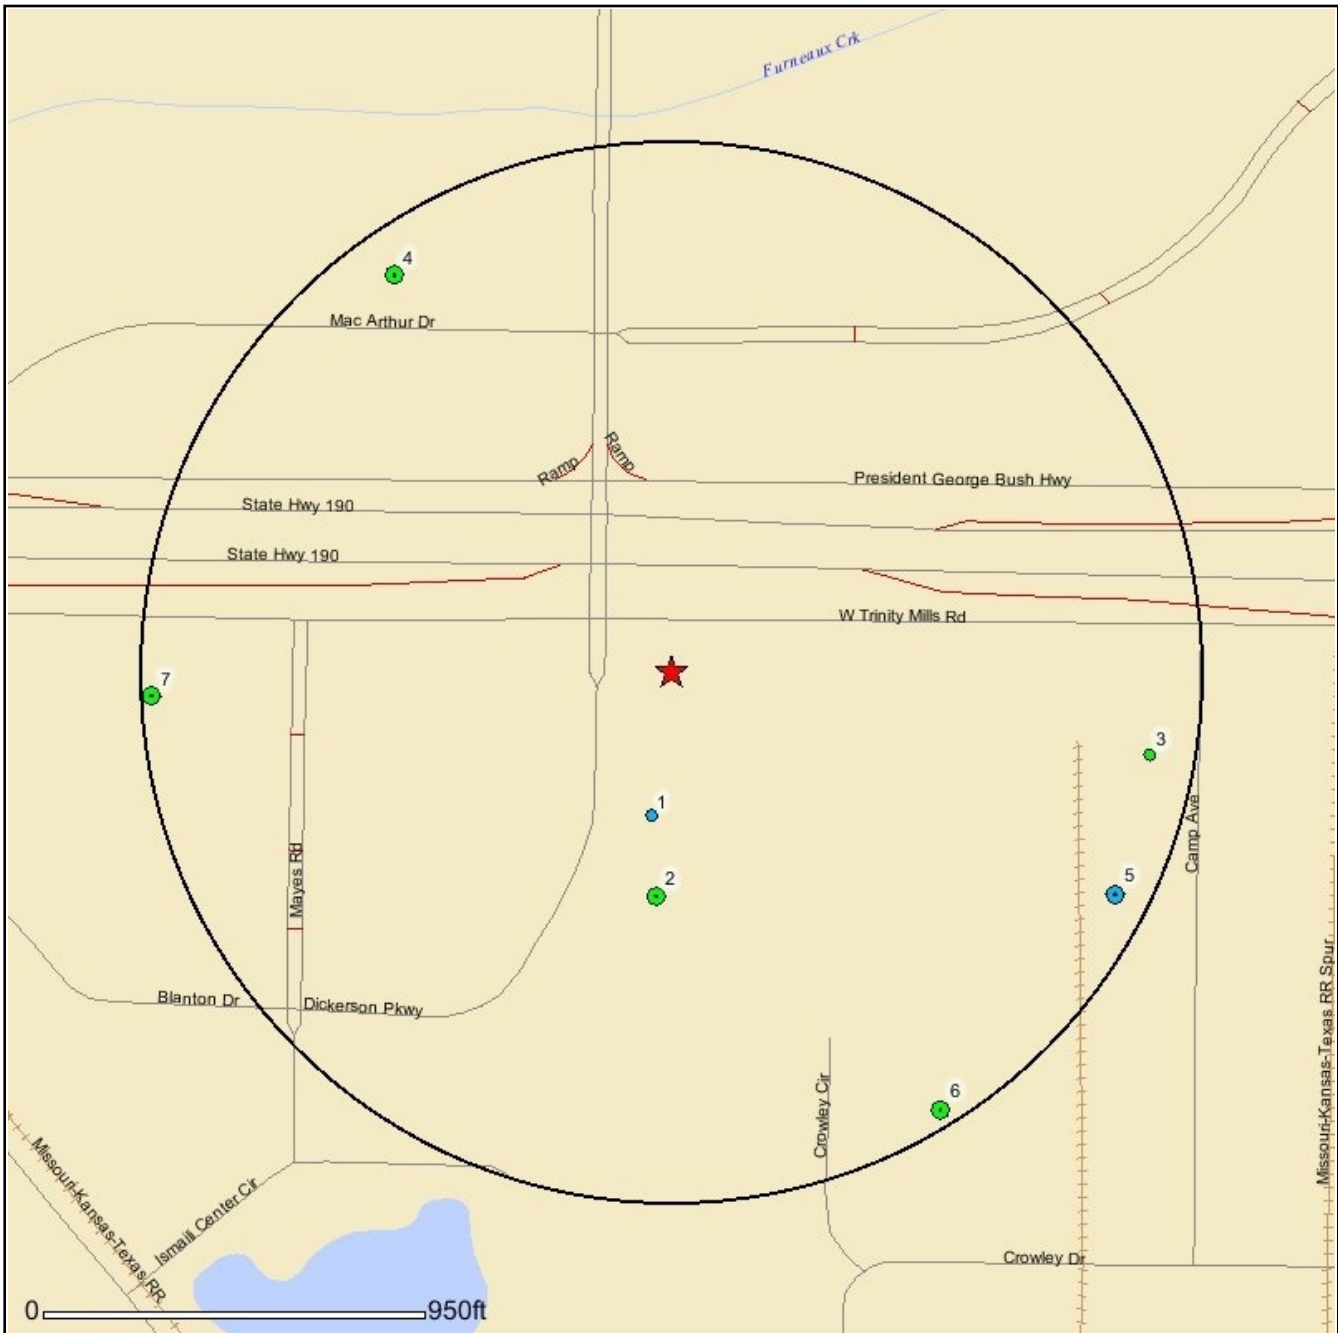 Furneaux Crk
4
Mac Arthur Dr
Ramp
Ramp
President George Bush Hwy
State Hwy 190
State Hwy 190
W Trinity Mills Rd
7
3
1
Camp Ave
2
5
Mayes Rd
Missouri-Kansas-Texas RR Spur
Blanton Dr
Dickerson Pkwy
6
Crowley Cir
Missouri-Kansas-Texas RR
Ismaili Center Cir
Crowley Dr
0 950ft